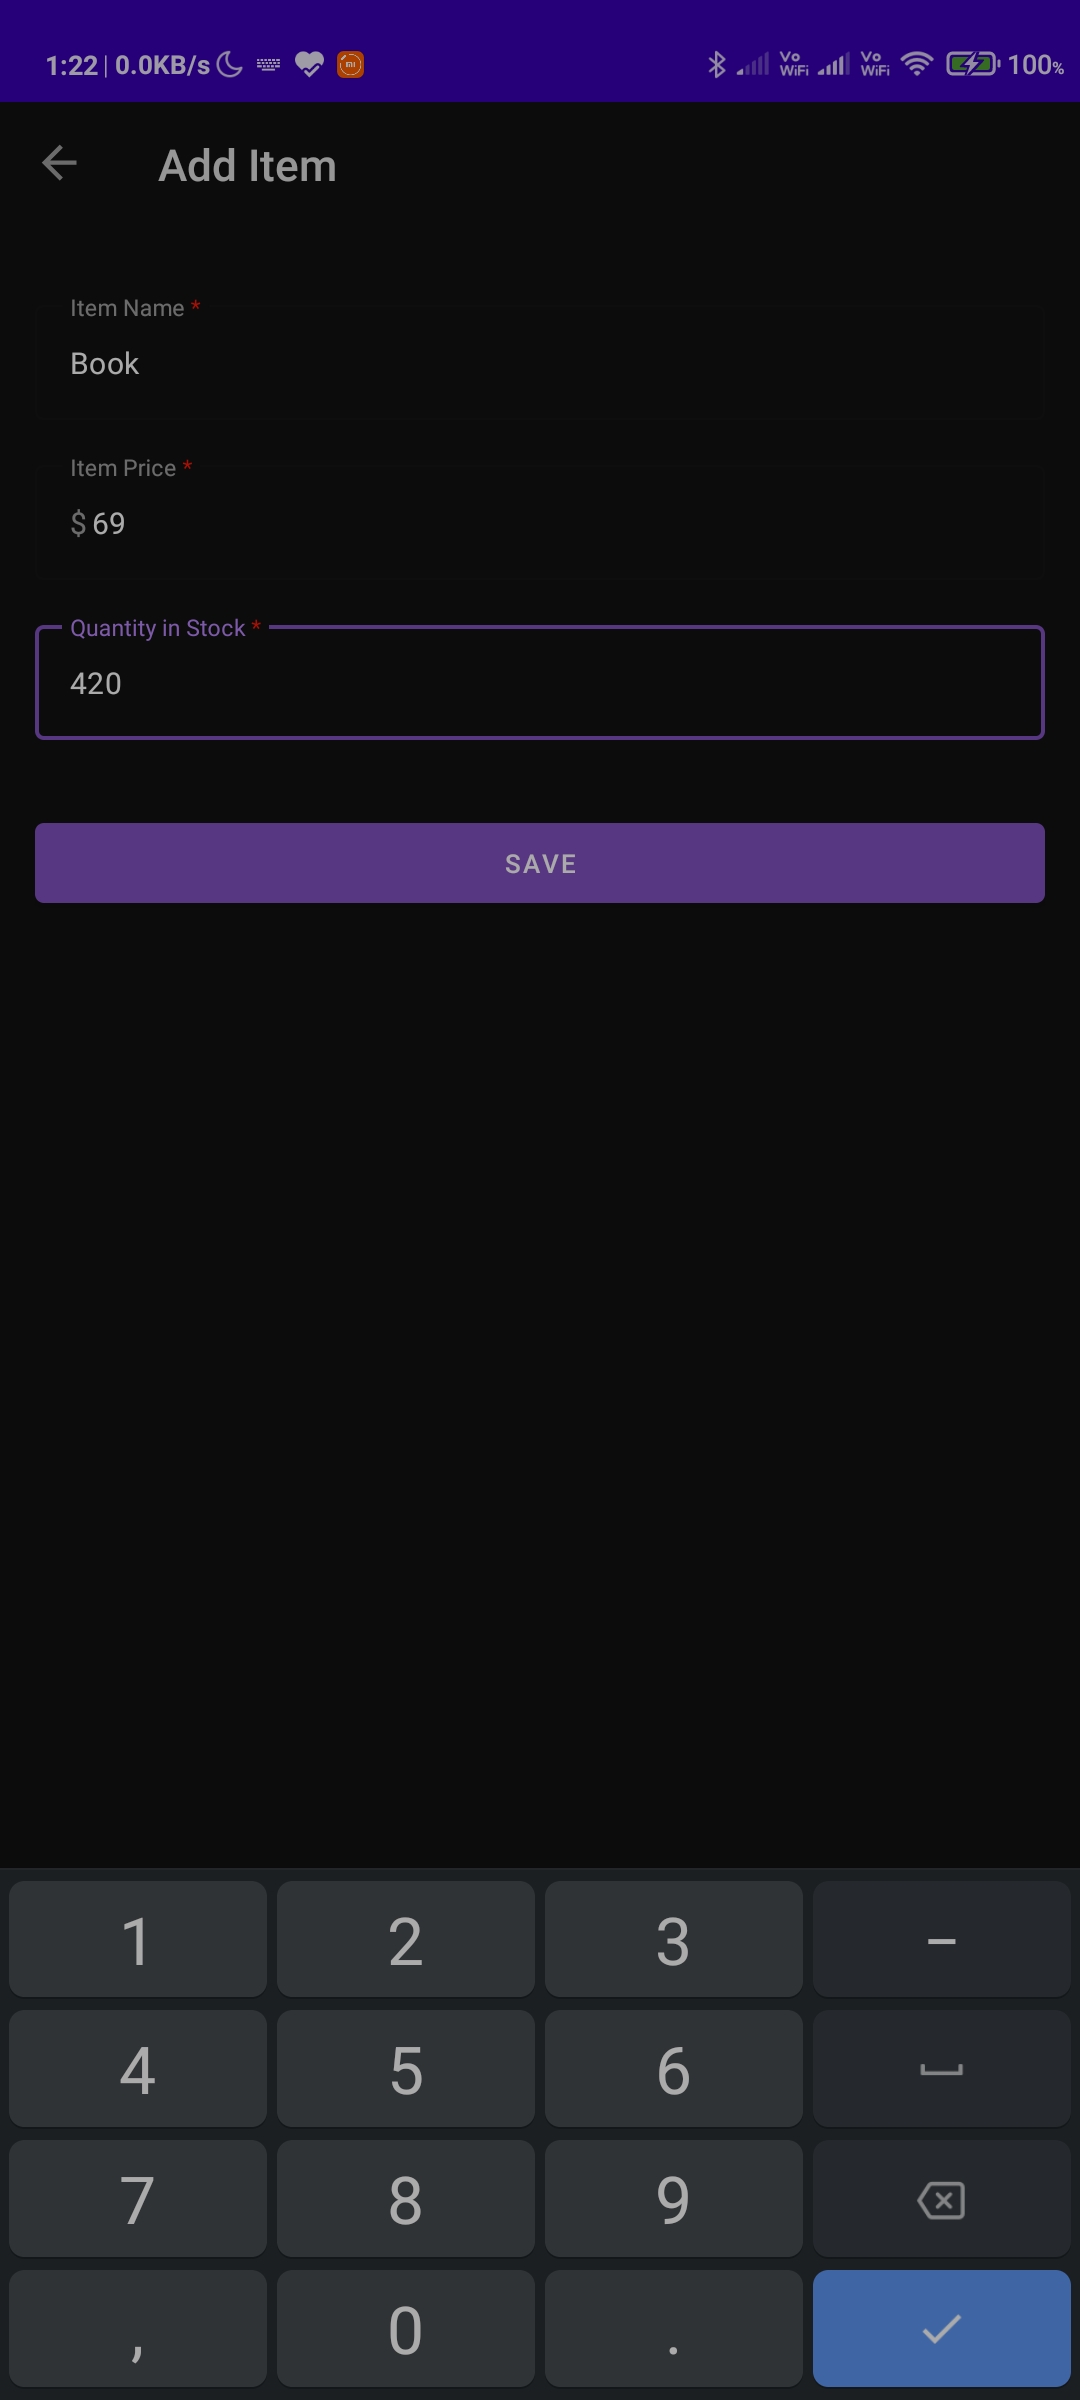 1:22 | 0.0KB/s Vo WiFi Vo WiFi 100%
Add Item
Item Name *
Book
Item Price *
$ 69
Quantity in Stock *
420
SAVE
1 2 3 –
4 5 6
7 8 9
, 0 .